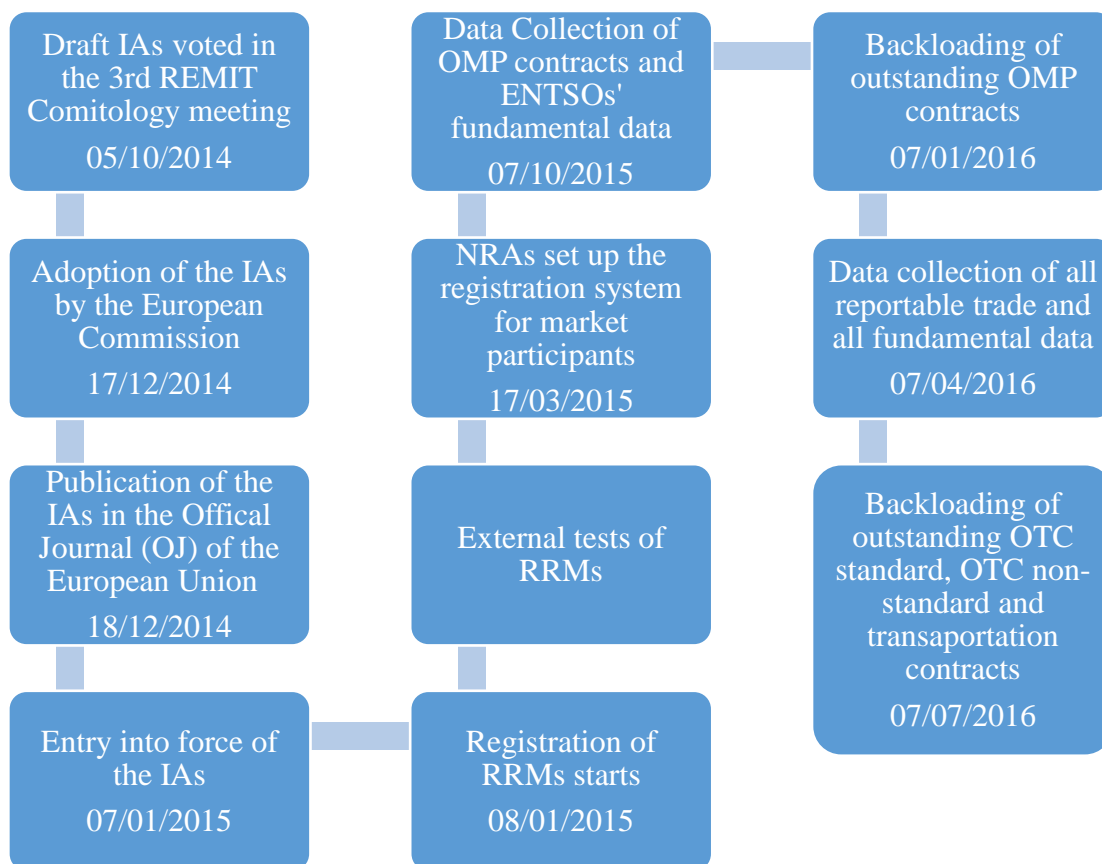 Draft IAs voted in
the 3rd REMIT
Comitology meeting
05/10/2014
Adoption of the IAs
by the European
Commission
17/12/2014
Publication of the
IAs in the Offical
Journal (OJ) of the
European Union
18/12/2014
Entry into force of
the IAs
07/01/2015
Registration of
RRMs starts
08/01/2015
External tests of
RRMs
NRAs set up the
registration system
for market
participants
17/03/2015
Data Collection of
OMP contracts and
ENTSOs'
fundamental data
07/10/2015
Backloading of
outstanding OMP
contracts
07/01/2016
Data collection of all
reportable trade and
all fundamental data
07/04/2016
Backloading of
outstanding OTC
standard, OTC non-
standard and
transaportation
contracts
07/07/2016